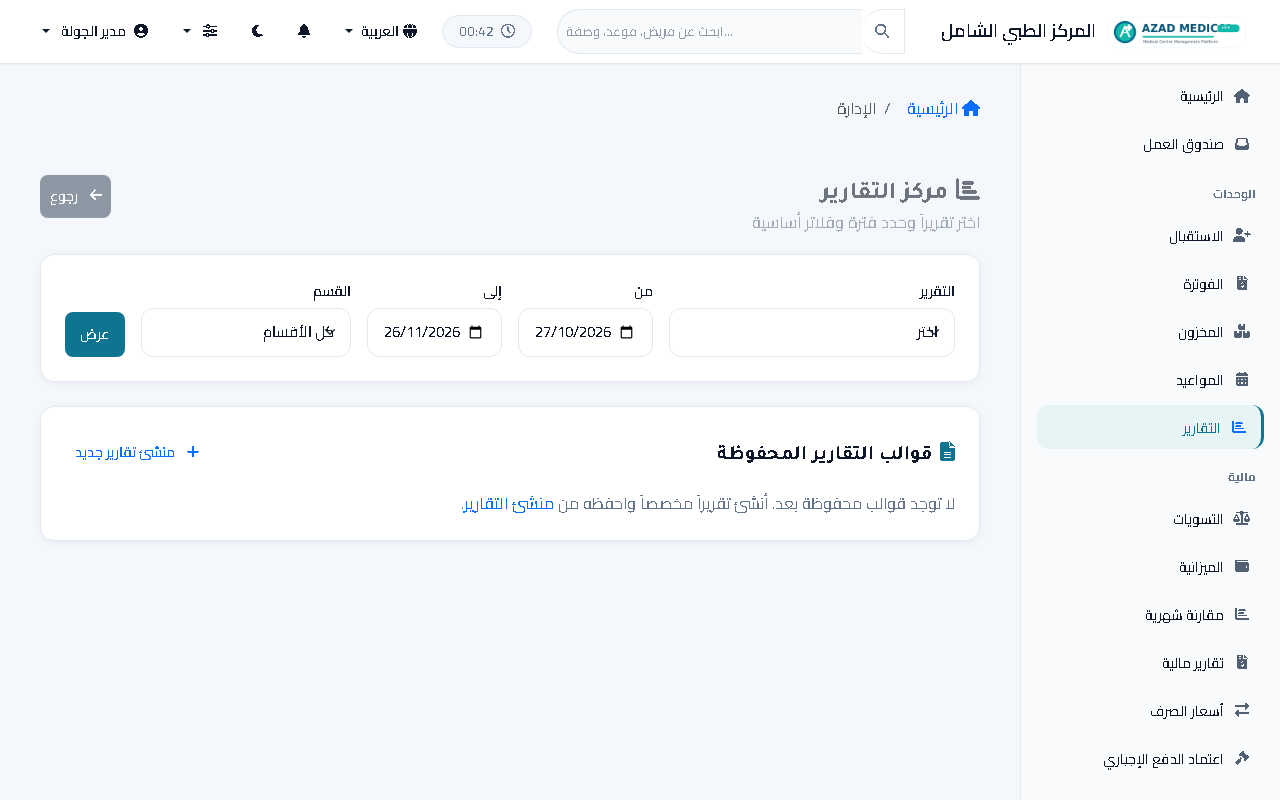 AZAD MEDIC
Medical Centre Management Platform
المركز الطبي الشامل
ابحث عن مريض، موعد، وصفة...
00:42
العربية
مدير الجولة
الرئيسية
صندوق العمل
الوحدات
الاستقبال
الفوترة
المخزون
المواعيد
التقارير
مالية
التسويات
الميزانية
مقارنة شهرية
تقارير مالية
أسعار الصرف
اعتماد الدفع الإجباري
الرئيسية / الإدارة
مركز التقارير
رجوع
اختر تقريراً وحدد فترة وفلاتر أساسية
التقرير من إلى القسم
اختر 27/10/2026 26/11/2026 كل الأقسام عرض
قوالب التقارير المحفوظة
منشئ تقارير جديد
لا توجد قوالب محفوظة بعد. أنشئ تقريراً مخصصاً واحفظه من منشئ التقارير.